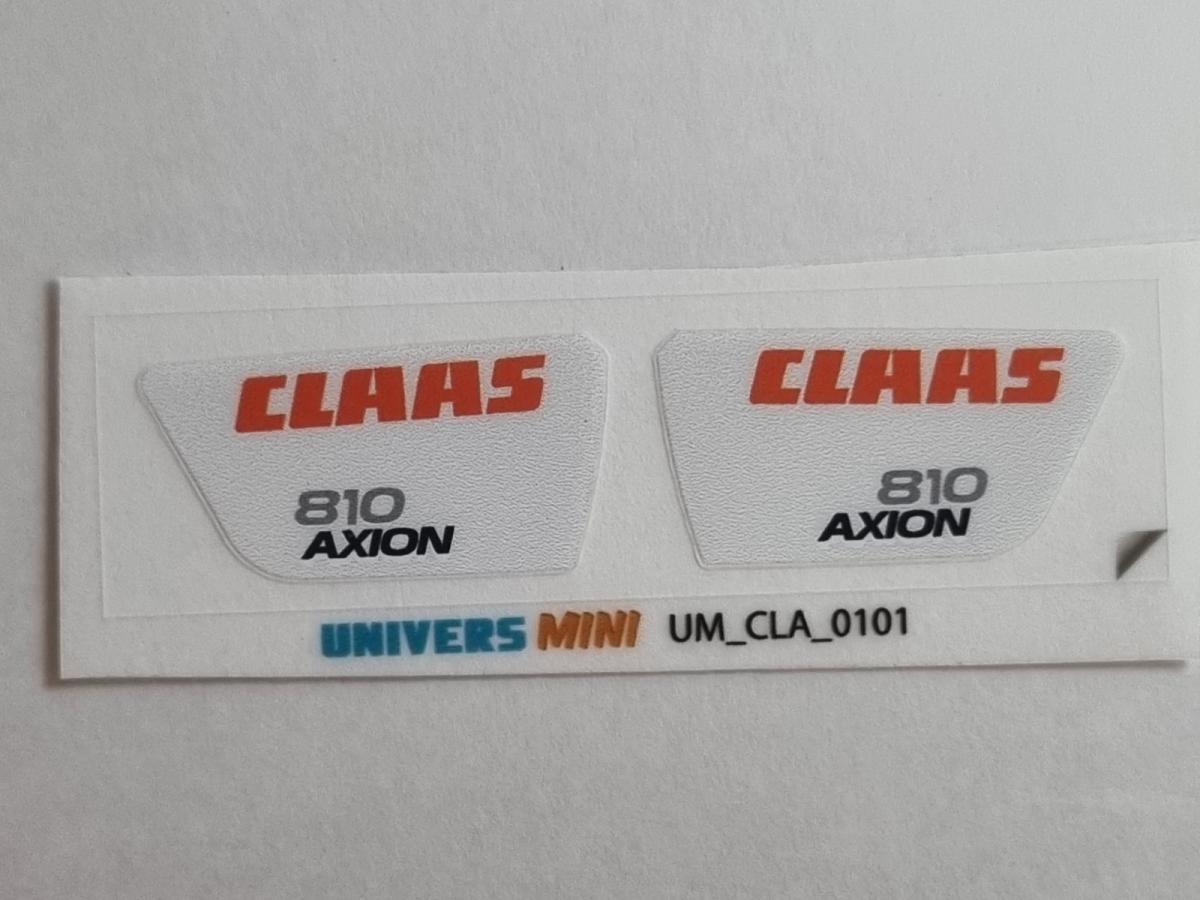 CLAAS
810
AXION
CLAAS
810
AXION
UNIVERS MINI UM_CLA_0101